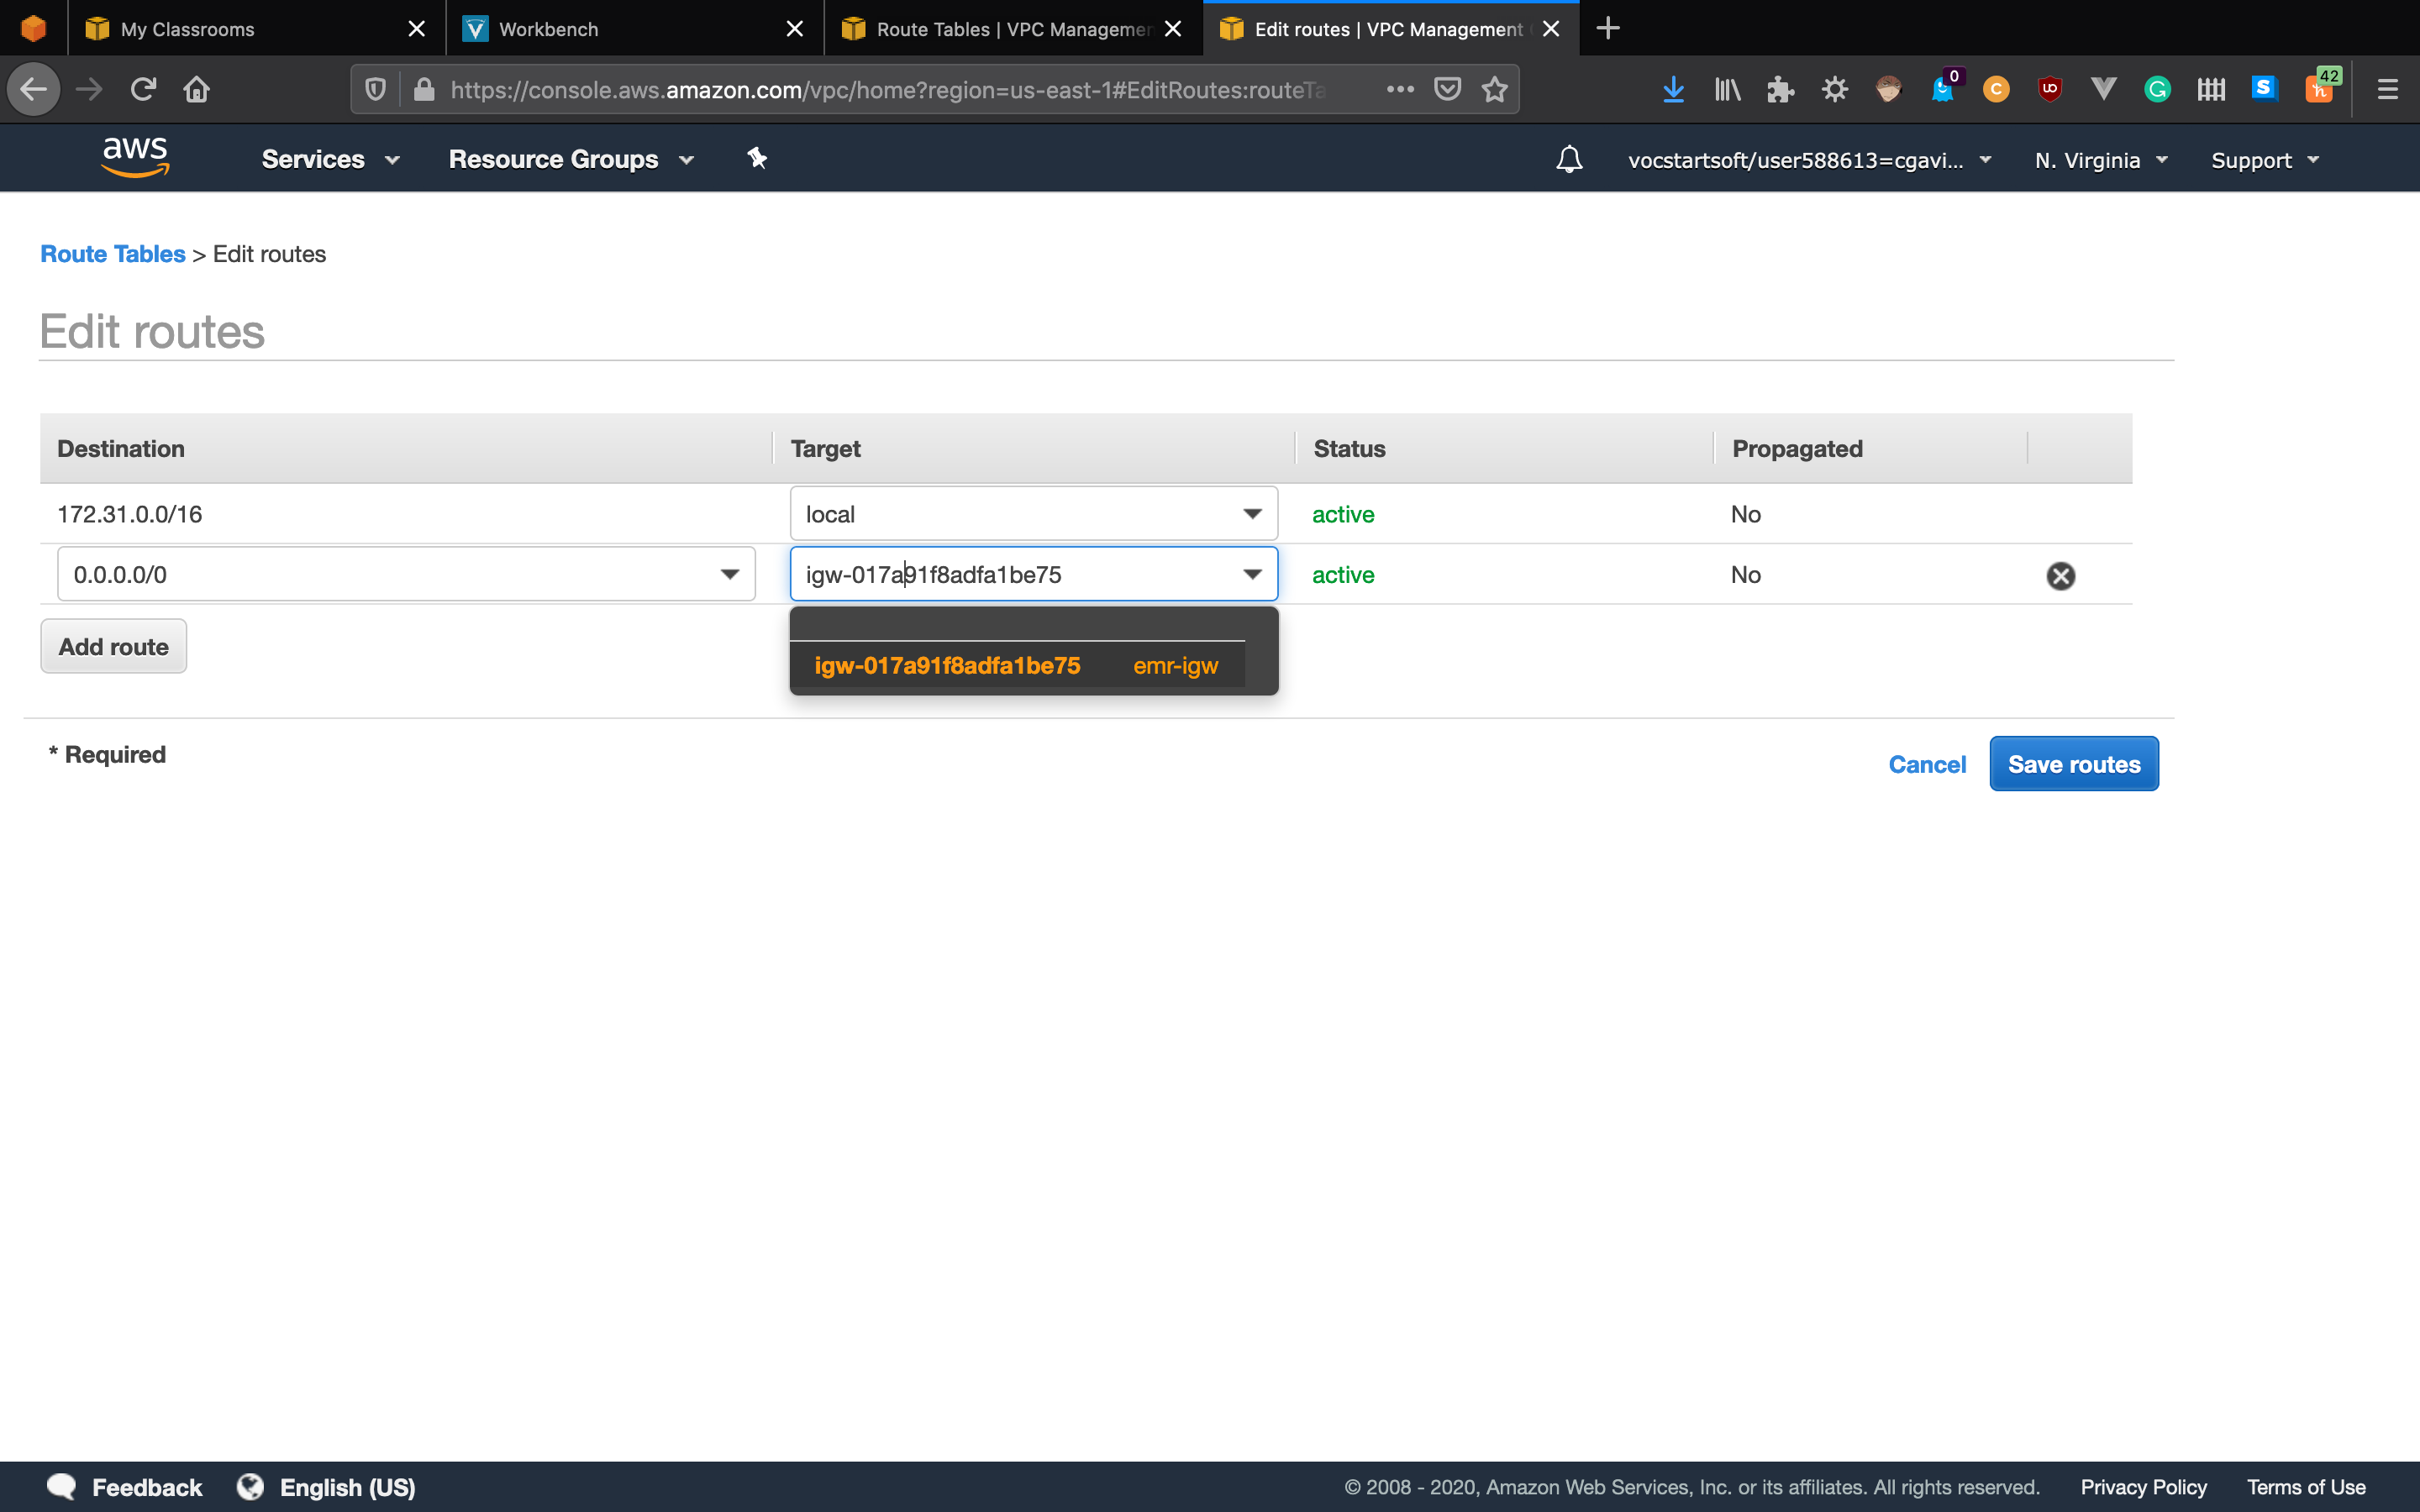 My Classrooms
Workbench
Route Tables | VPC Managemen
Edit routes | VPC Management
https://console.aws.amazon.com/vpc/home?region=us-east-1#EditRoutes:routeTa
0
42
aws
Services
Resource Groups
vocstartsoft/user588613=cgavi...
N. Virginia
Support
Route Tables > Edit routes
Edit routes
Destination Target Status Propagated
172.31.0.0/16 local active No
0.0.0.0/0 igw-017a91f8adfa1be75 active No
igw-017a91f8adfa1be75 emr-igw
Add route
* Required
Cancel
Save routes
Feedback
English (US)
© 2008 - 2020, Amazon Web Services, Inc. or its affiliates. All rights reserved.
Privacy Policy
Terms of Use